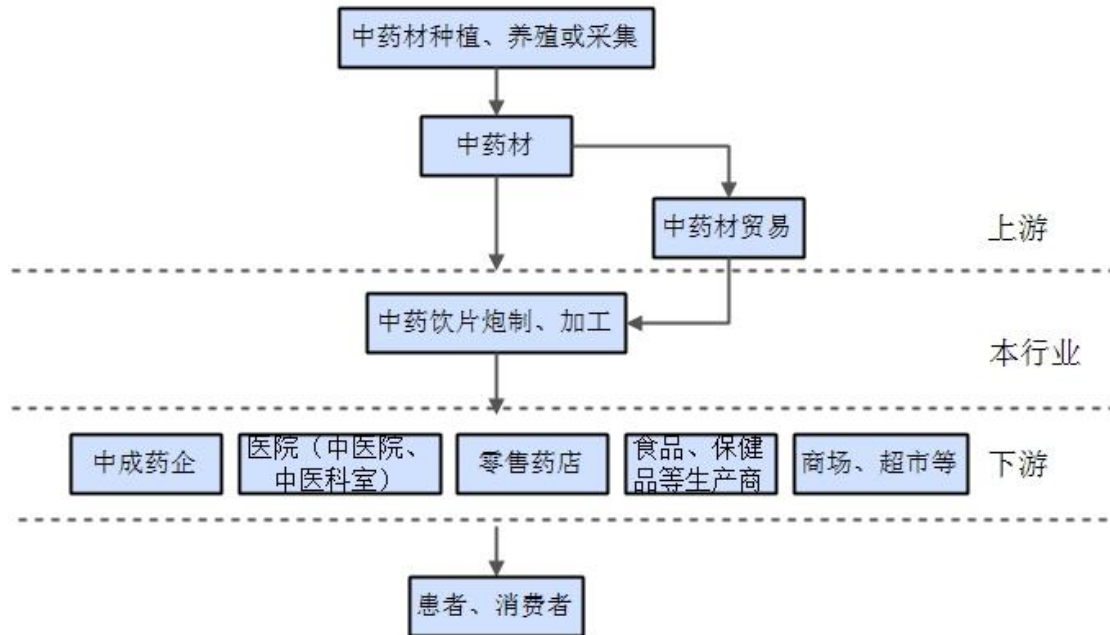 中药材种植、养殖或采集
中药材
中药材贸易
上游
中药饮片炮制、加工
本行业
中成药企
医院（中医院、
中医科室）
零售药店
食品、保健
品等生产商
商场、超市等
下游
患者、消费者